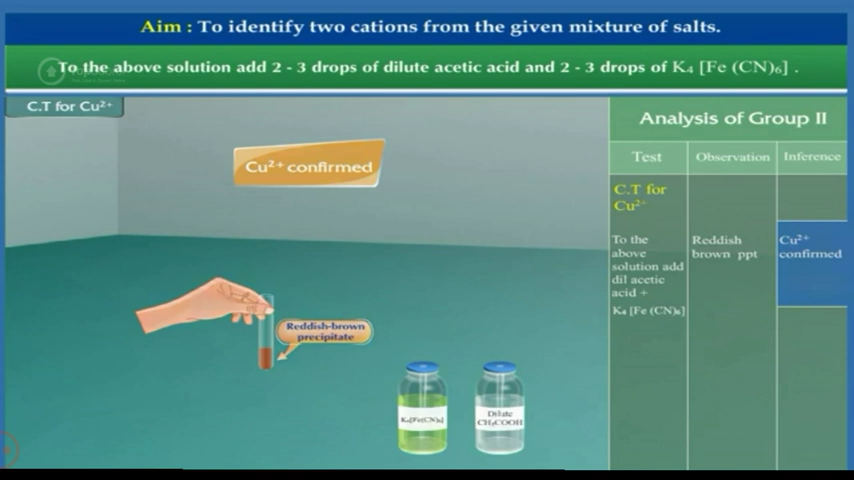 Aim : To identify two cations from the given mixture of salts.
To the above solution add 2 - 3 drops of dilute acetic acid and 2 - 3 drops of K₄ [Fe (CN)₆] .
C.T for Cu²⁺
Cu²⁺ confirmed
Reddish-brown
precipitate
K₄[Fe(CN)₆]
Dilute
CH₃COOH
Analysis of Group II
Test Observation Inference
C.T for
Cu²⁺
To the
above
solution add
dil acetic
acid +
K₄ [Fe (CN)₆]
Reddish
brown ppt
Cu²⁺
confirmed